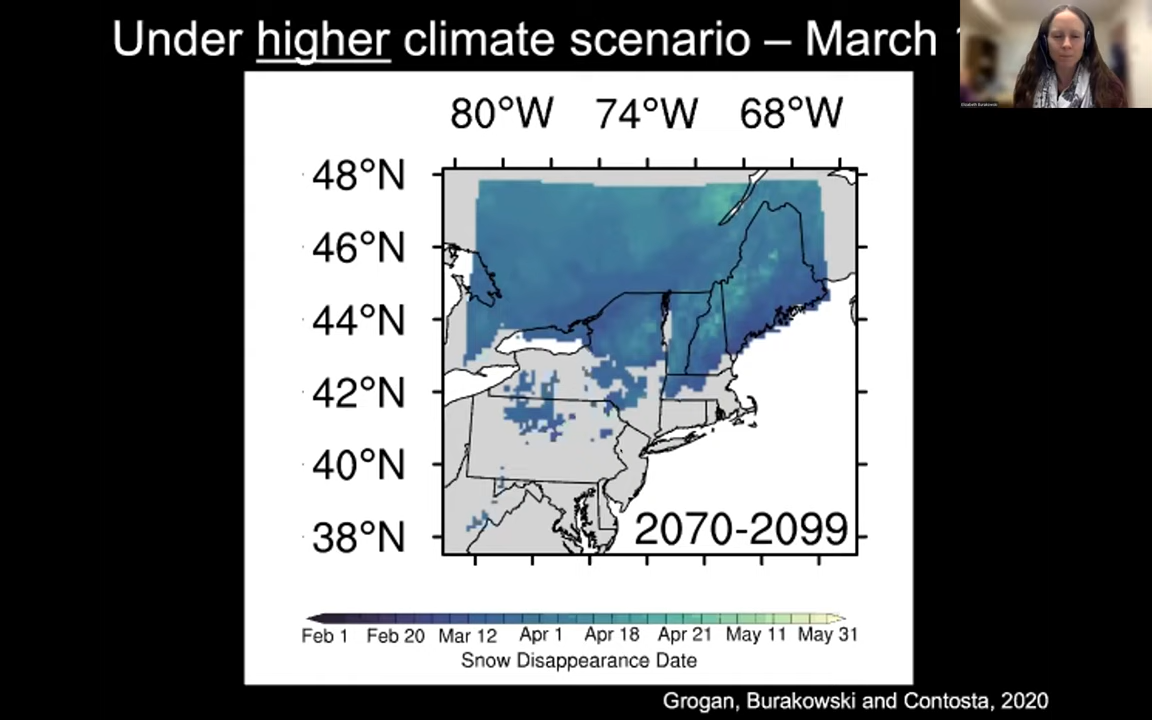 Under higher climate scenario – March
80°W 74°W 68°W
48°N
46°N
44°N
42°N
40°N
38°N
2070-2099
Feb 1 Feb 20 Mar 12 Apr 1 Apr 18 Apr 21 May 11 May 31
Snow Disappearance Date
Grogan, Burakowski and Contosta, 2020